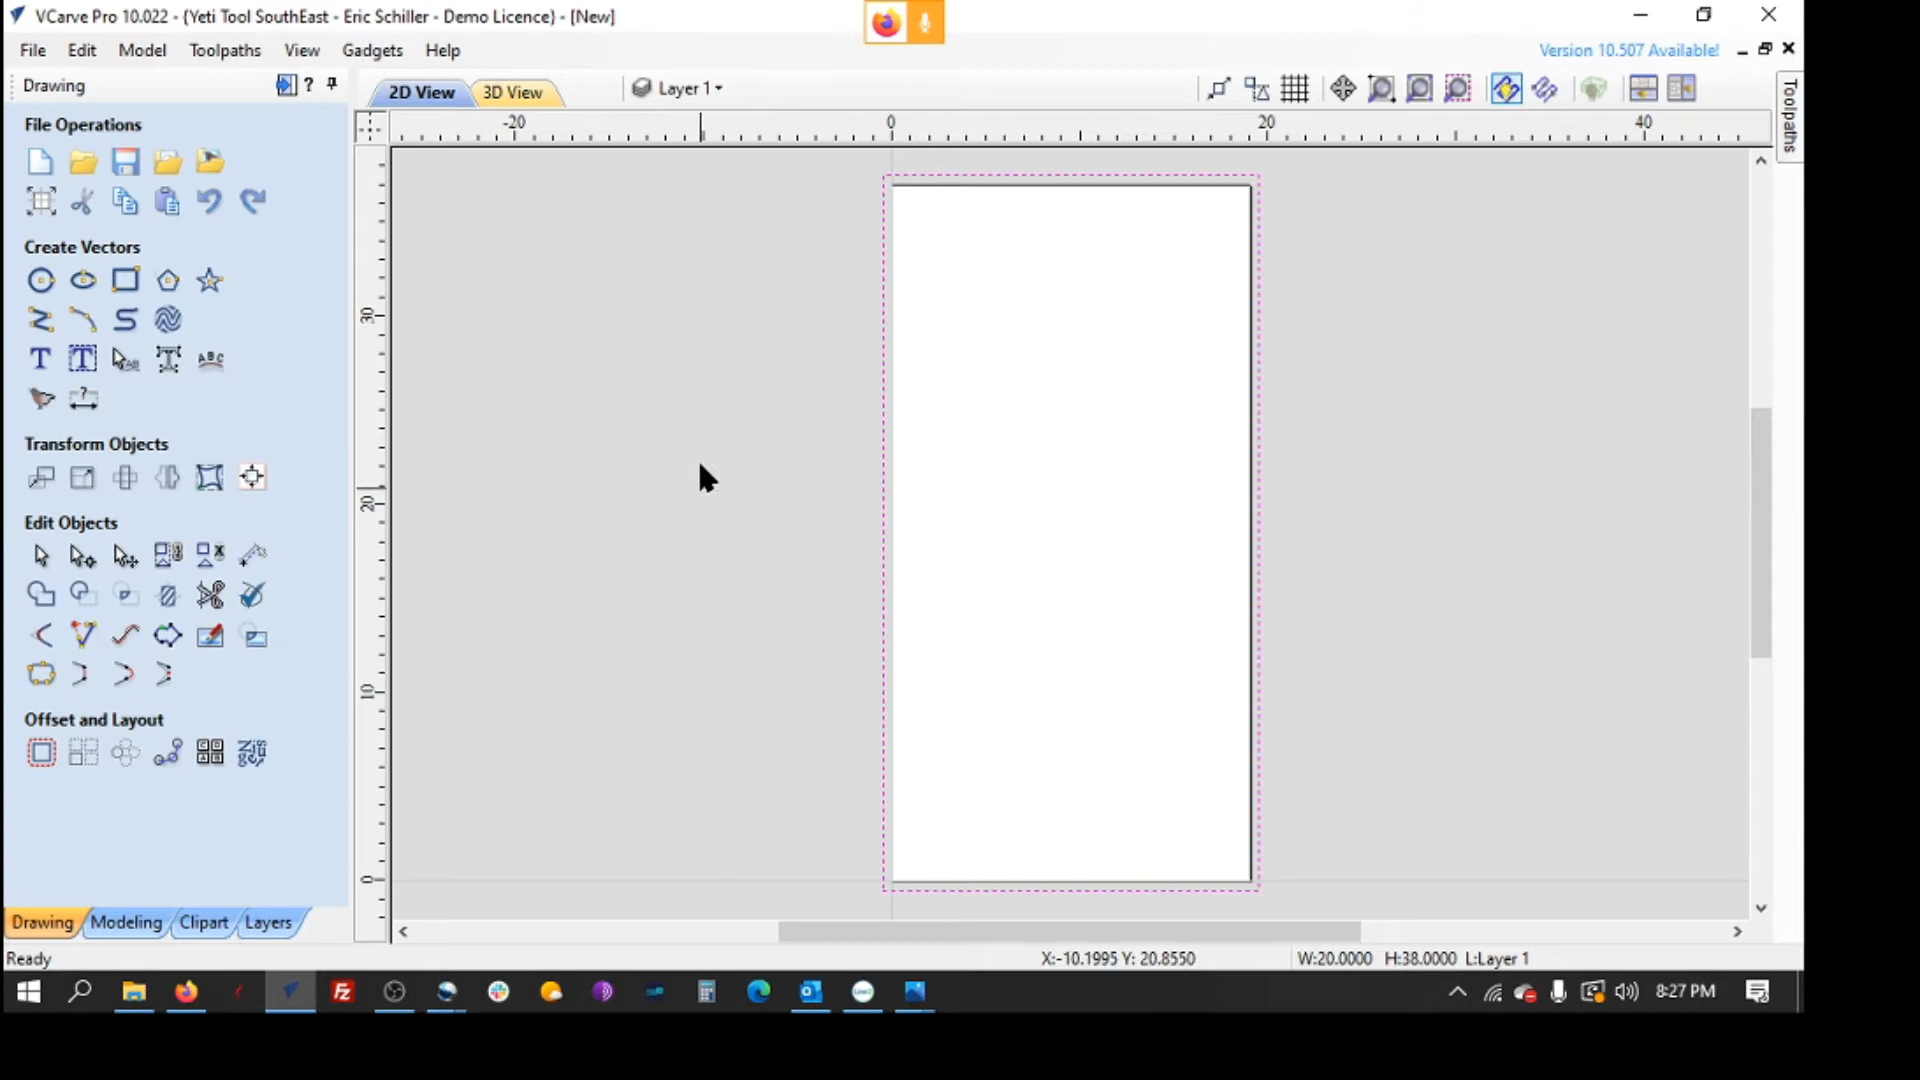 VCarve Pro 10.022 - {Yeti Tool SouthEast - Eric Schiller - Demo Licence} - [New]
File Edit Model Toolpaths View Gadgets Help
Version 10.507 Available!
Drawing
?
2D View
3D View
Layer 1
Toolpaths
File Operations
-20 0 20 40
Create Vectors
30
Transform Objects
20
Edit Objects
10
Offset and Layout
0
Drawing Modeling Clipart Layers
Ready
X:-10.1995 Y: 20.8550
W:20.0000 H:38.0000 L:Layer 1
8:27 PM